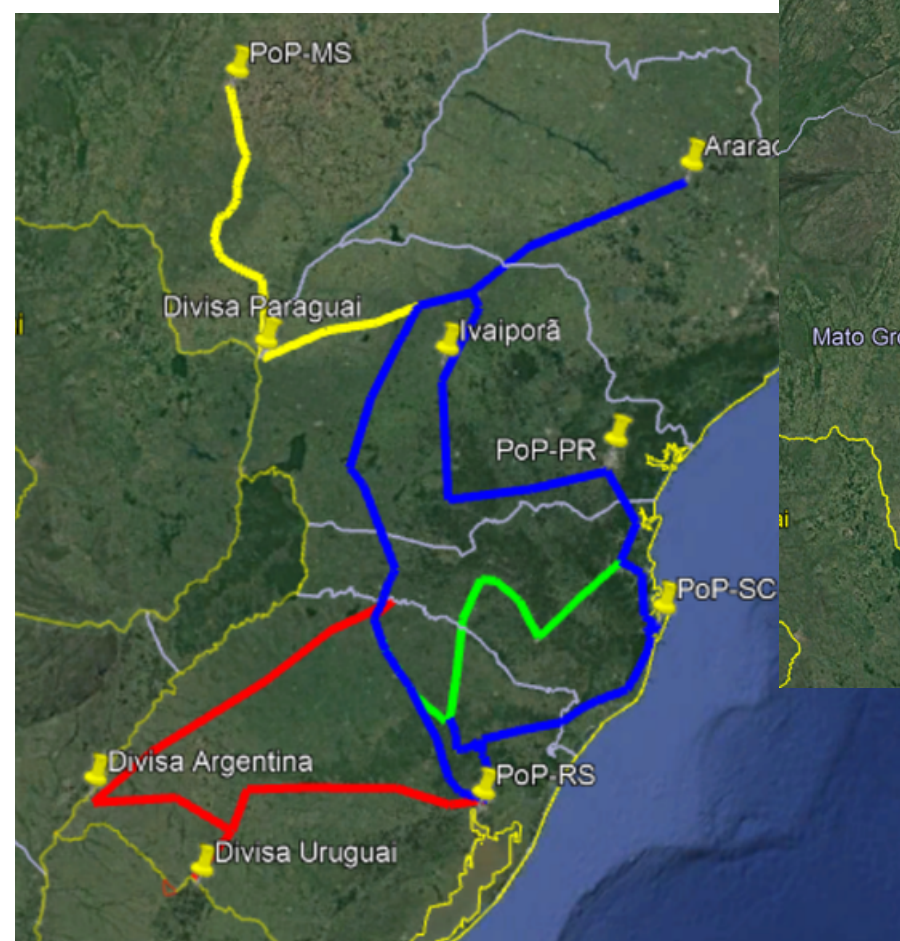 PoP-MS
Divisa Paraguai
Ivaiporã
PoP-PR
PoP-SC
Divisa Argentina
PoP-RS
Divisa Uruguai